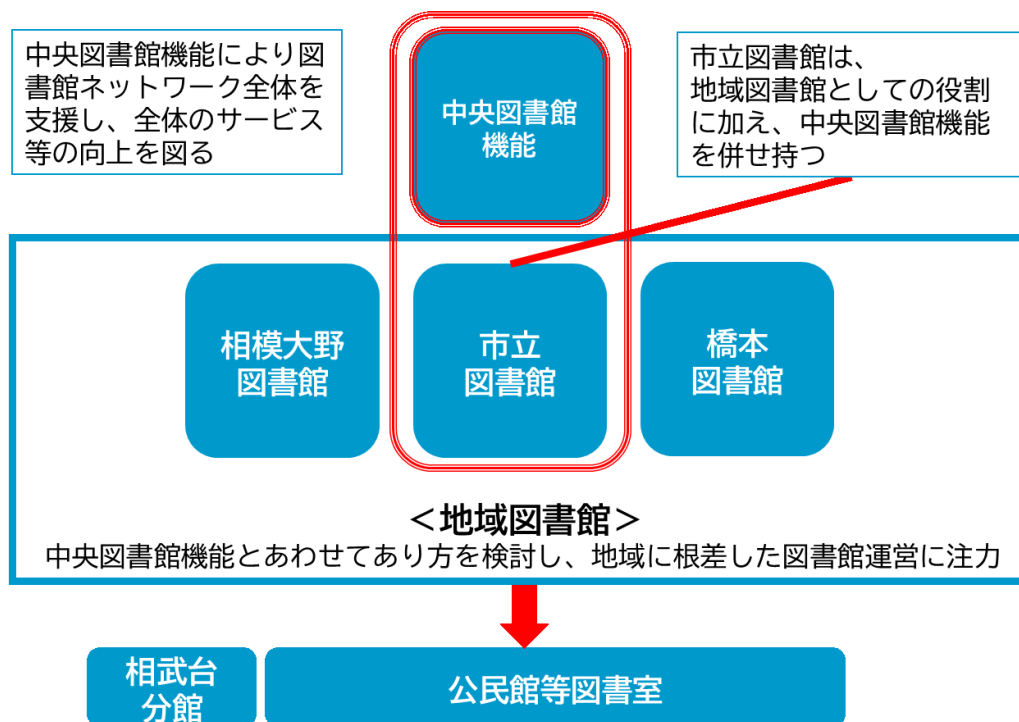 中央図書館機能により図
書館ネットワーク全体を
支援し、全体のサービス
等の向上を図る
中央図書館
機能
市立図書館は、
地域図書館としての役割
に加え、中央図書館機能
を併せ持つ
相模大野
図書館
市立
図書館
橋本
図書館
＜地域図書館＞
中央図書館機能とあわせてあり方を検討し、地域に根差した図書館運営に注力
相武台
分館
公民館等図書室